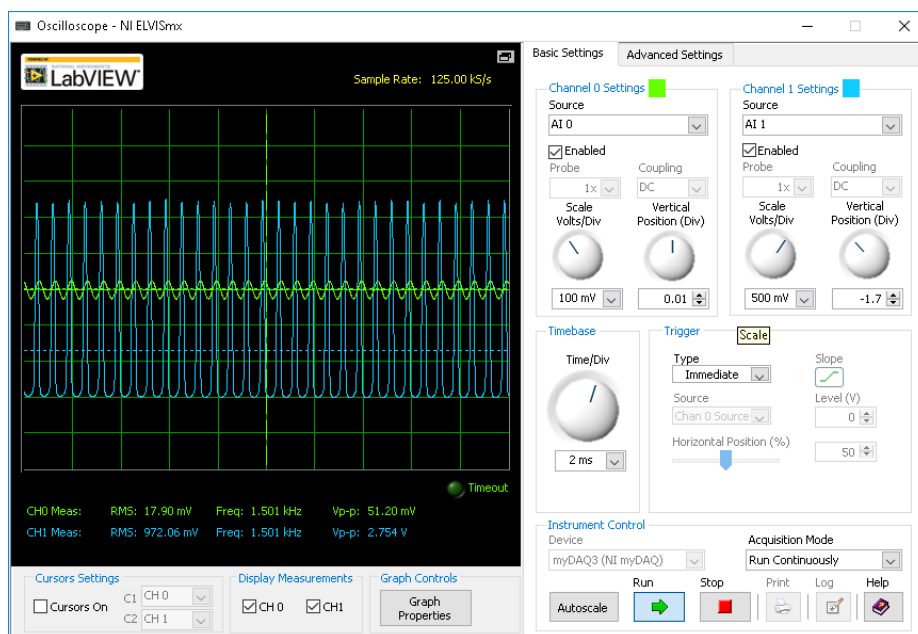 Oscilloscope - NI ELVISmx
POWERED BY
NATIONAL INSTRUMENTS
LabVIEW™
Sample Rate: 125.00 kS/s
Timeout
CH0 Meas: RMS: 17.90 mV Freq: 1.501 kHz Vp-p: 51.20 mV
CH1 Meas: RMS: 972.06 mV Freq: 1.501 kHz Vp-p: 2.754 V
Cursors Settings
Cursors On
C1 CH 0
C2 CH 1
Display Measurements
CH 0 CH1
Graph Controls
Graph
Properties
Basic Settings Advanced Settings
Channel 0 Settings
Source
AI 0
Enabled
Probe Coupling
1x DC
Scale Vertical
Volts/Div Position (Div)
100 mV 0.01
Channel 1 Settings
Source
AI 1
Enabled
Probe Coupling
1x DC
Scale Vertical
Volts/Div Position (Div)
500 mV -1.7
Timebase
Time/Div
2 ms
Trigger
Scale
Type Slope
Immediate
Source Level (V)
Chan 0 Source 0
Horizontal Position (%)
50
Instrument Control
Device Acquisition Mode
myDAQ3 (NI myDAQ) Run Continuously
Run Stop Print Log Help
Autoscale